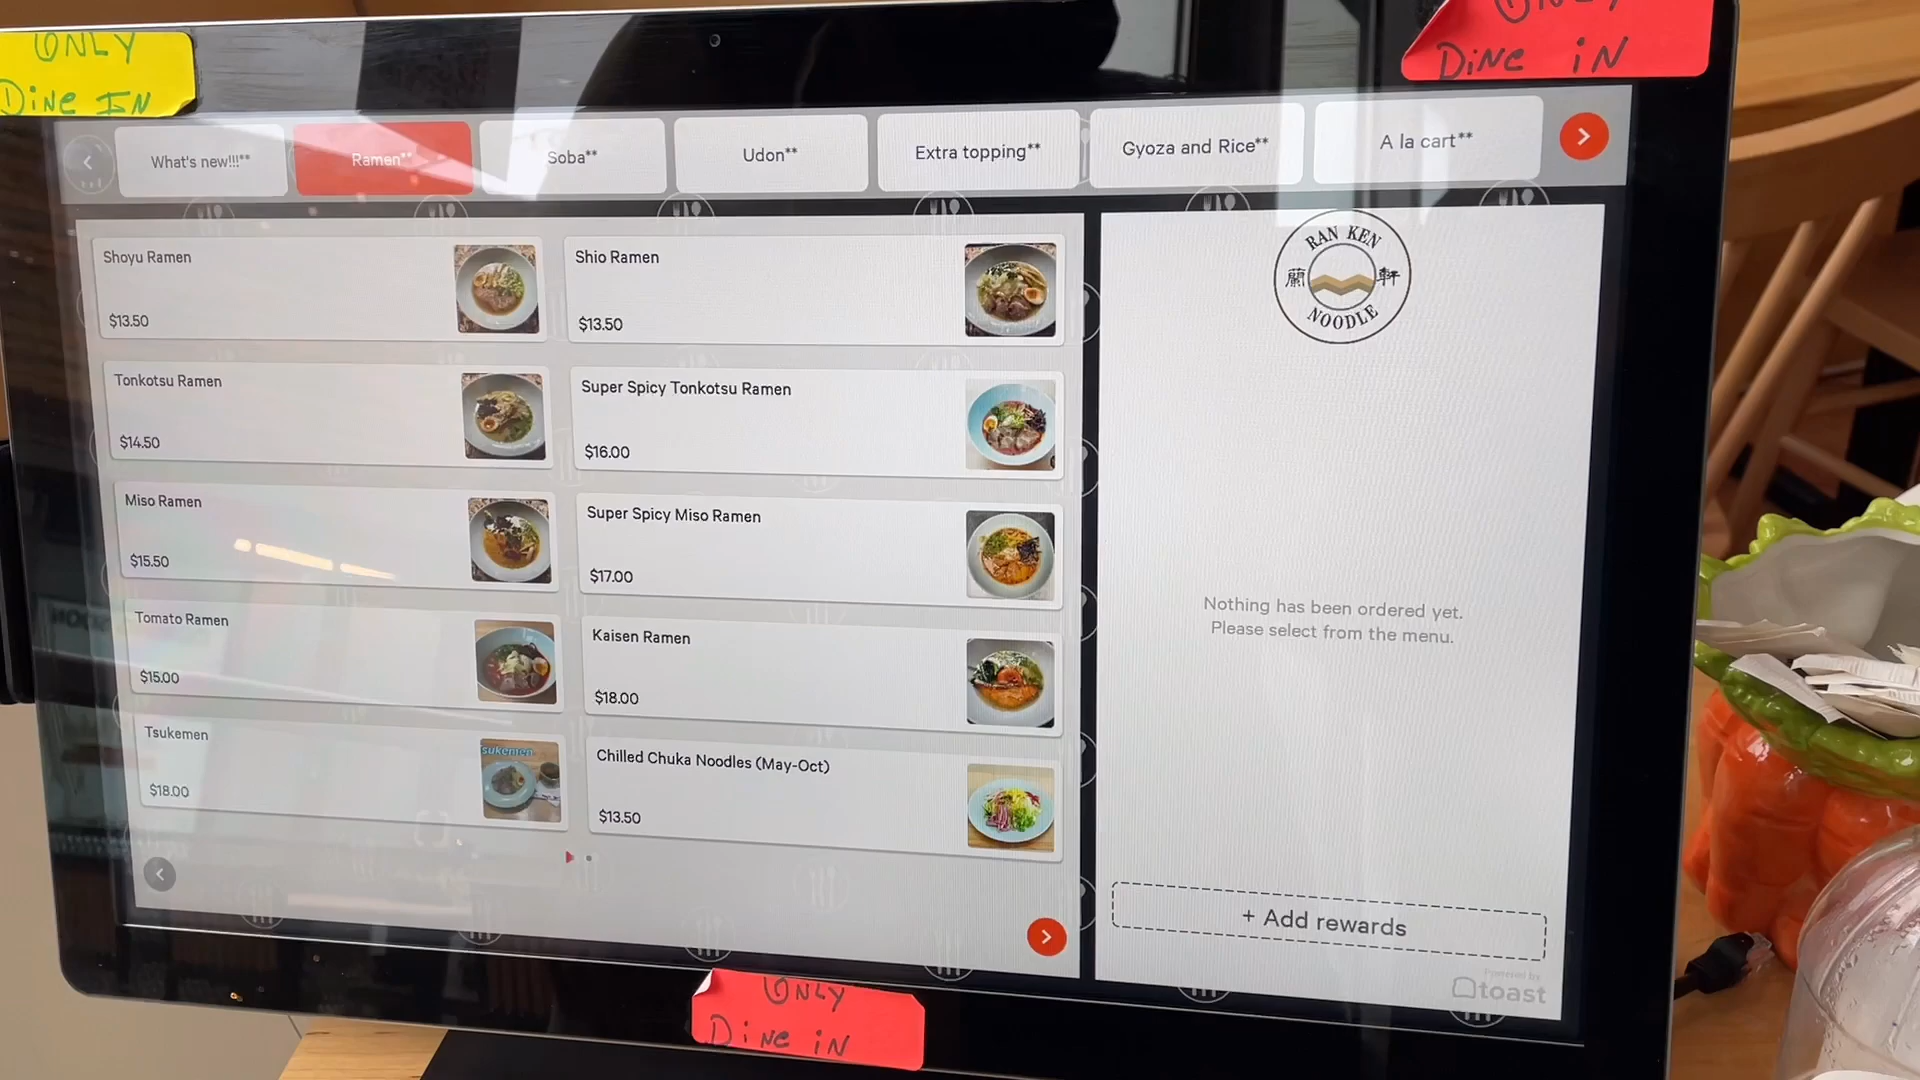 ONLY
Dine IN
ONLY
Dine iN
What's new!!!**
Ramen**
Soba**
Udon**
Extra topping**
Gyoza and Rice**
A la cart**
Shoyu Ramen
$13.50
Shio Ramen
$13.50
Tonkotsu Ramen
$14.50
Super Spicy Tonkotsu Ramen
$16.00
Miso Ramen
$15.50
Super Spicy Miso Ramen
$17.00
Tomato Ramen
$15.00
Kaisen Ramen
$18.00
Tsukemen
$18.00
sukemen
Chilled Chuka Noodles (May-Oct)
$13.50
RAN KEN
蘭 軒
NOODLE
Nothing has been ordered yet.
Please select from the menu.
+ Add rewards
Powered by
toast
ONLY
Dine iN